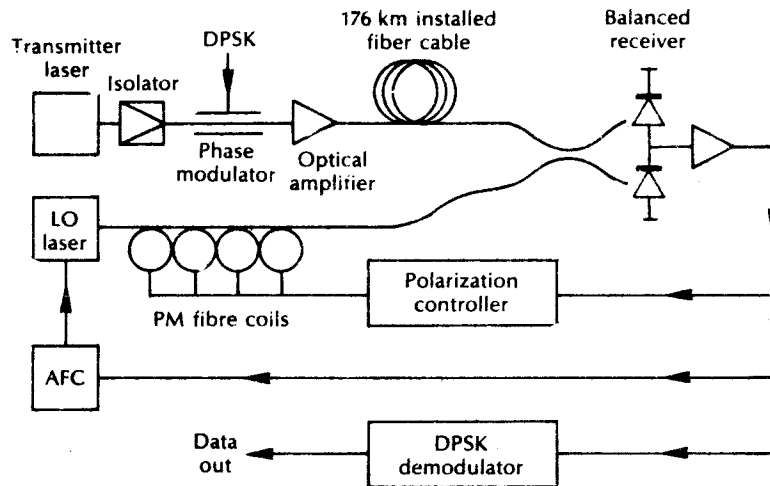 176 km installed
fiber cable
Balanced
receiver
DPSK
Transmitter
laser
Isolator
Phase
modulator
Optical
amplifier
LO
laser
Polarization
controller
PM fibre coils
AFC
Data
out
DPSK
demodulator